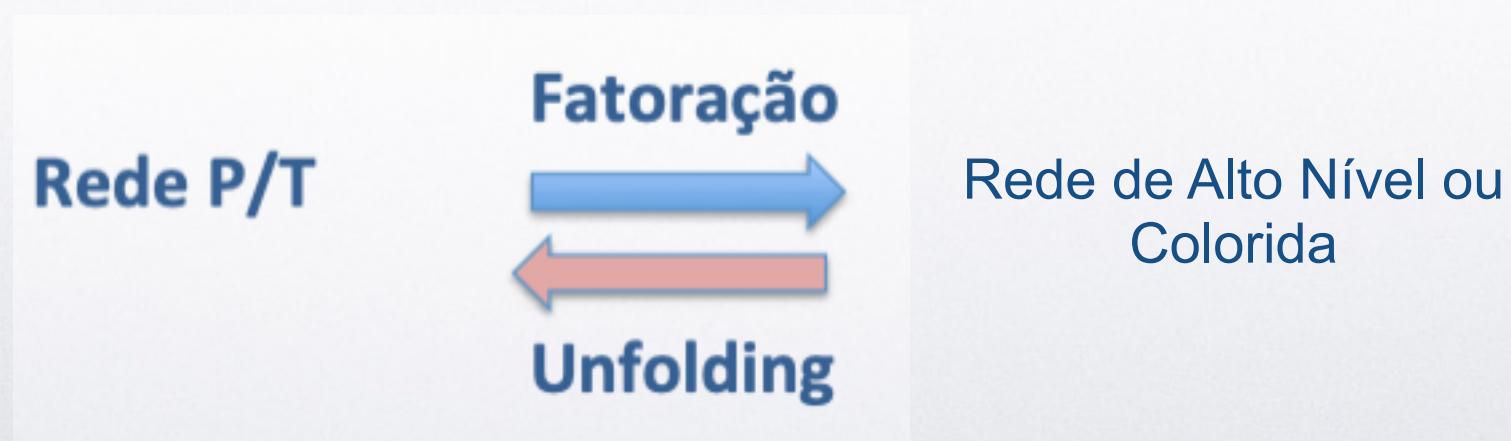 Fatoração
Rede P/T
Rede de Alto Nível ou
Colorida
Unfolding